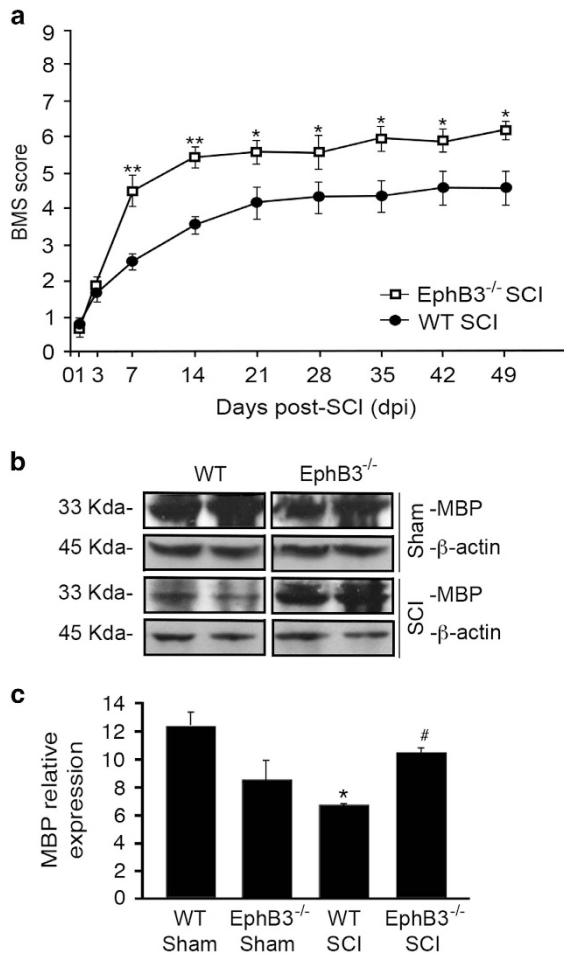 a
BMS score
9
8
7
6
5
4
3
2
1
0
** ** * * * * *
EphB3-/- SCI
WT SCI
01 3 7 14 21 28 35 42 49
Days post-SCI (dpi)
b
WT EphB3-/-
33 Kda- -MBP
45 Kda- -β-actin
Sham
33 Kda- -MBP
45 Kda- -β-actin
SCI
c
MBP relative
expression
14
12
10
8
6
4
2
0
* #
WT EphB3-/- WT EphB3-/-
Sham Sham SCI SCI